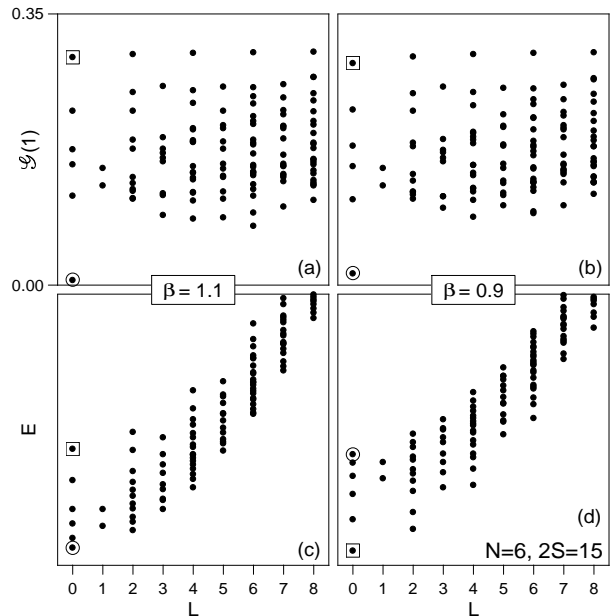 0.35
𝒢(1)
(a)
(b)
0.00
β = 1.1
β = 0.9
E
(c)
(d)
N=6, 2S=15
0 1 2 3 4 5 6 7 8
0 1 2 3 4 5 6 7 8
L
L